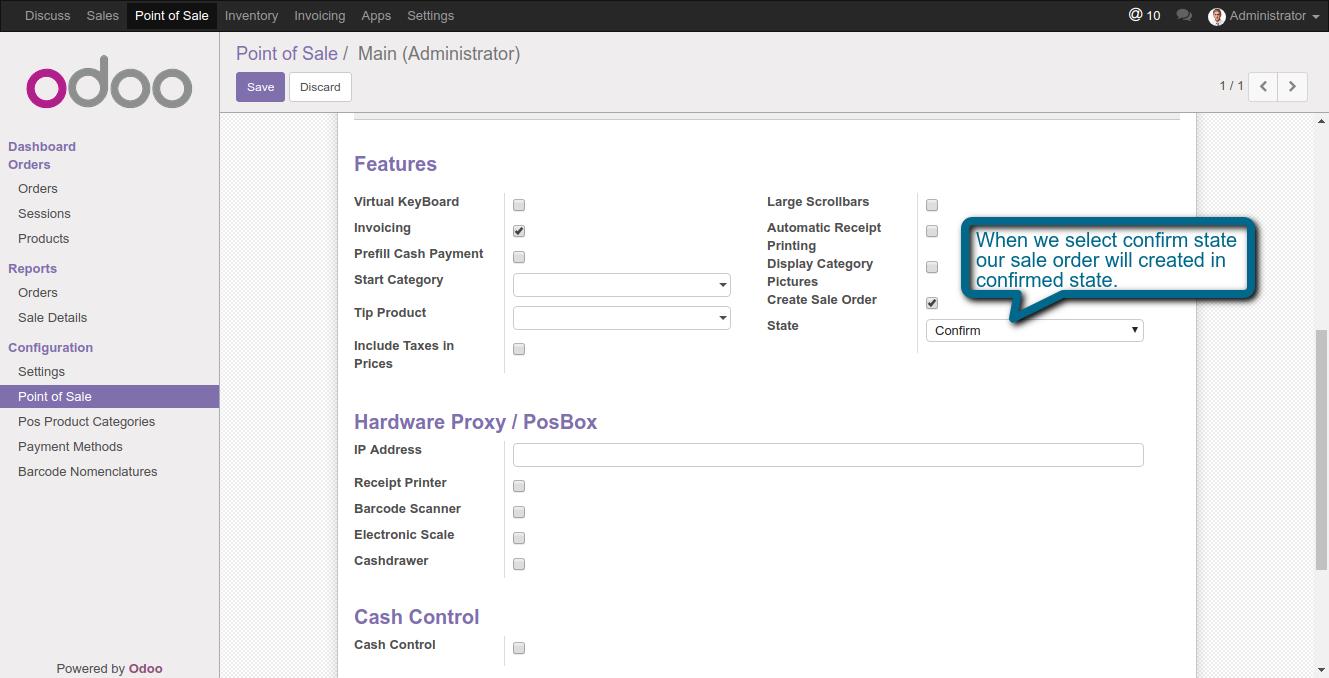 Discuss Sales Point of Sale Inventory Invoicing Apps Settings @ 10 Administrator
odoo
Dashboard
Orders
Orders
Sessions
Products
Reports
Orders
Sale Details
Configuration
Settings
Point of Sale
Pos Product Categories
Payment Methods
Barcode Nomenclatures
Powered by Odoo
Point of Sale / Main (Administrator)
Save Discard
1 / 1
Features
Virtual KeyBoard
Invoicing
Prefill Cash Payment
Start Category
Tip Product
Include Taxes in
Prices
Large Scrollbars
Automatic Receipt
Printing
Display Category
Pictures
Create Sale Order
State
Confirm
When we select confirm state
our sale order will created in
confirmed state.
Hardware Proxy / PosBox
IP Address
Receipt Printer
Barcode Scanner
Electronic Scale
Cashdrawer
Cash Control
Cash Control